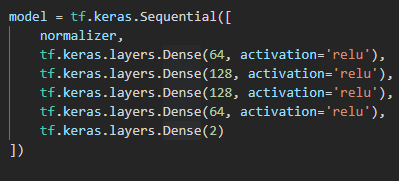 model = tf.keras.Sequential([
    normalizer,
    tf.keras.layers.Dense(64, activation='relu'),
    tf.keras.layers.Dense(128, activation='relu'),
    tf.keras.layers.Dense(128, activation='relu'),
    tf.keras.layers.Dense(64, activation='relu'),
    tf.keras.layers.Dense(2)
])